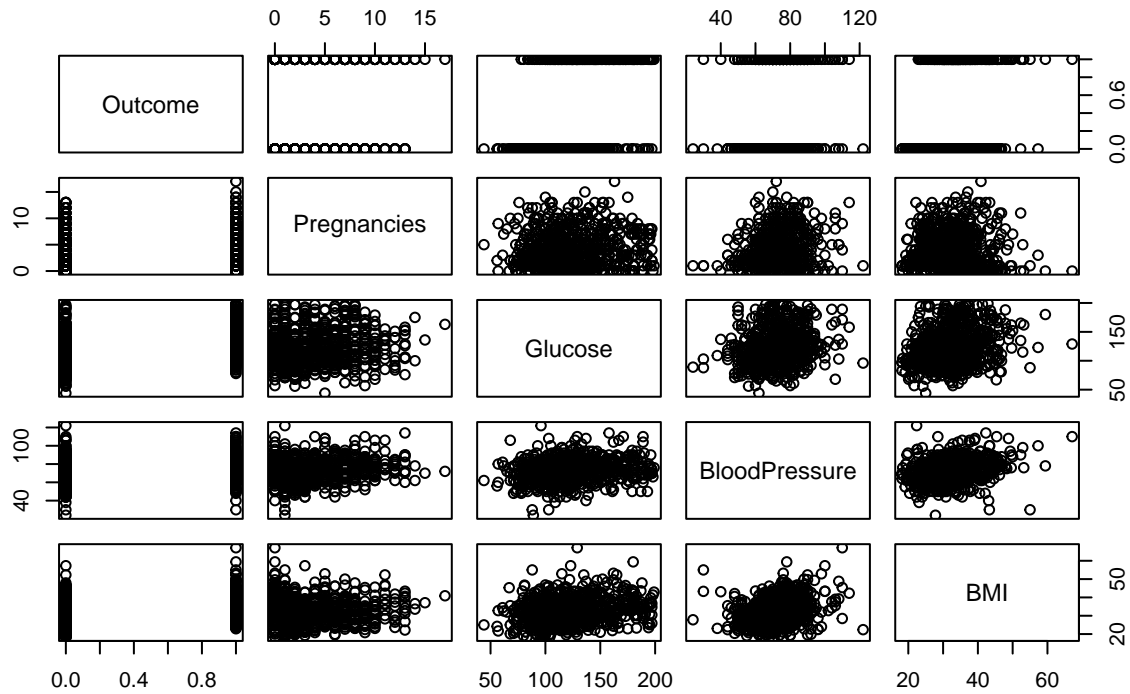 0 5 10 15 40 80 120
Outcome 0.0 0.6
0 10 Pregnancies
Glucose 50 150
40 100 BloodPressure
BMI 20 50
0.0 0.4 0.8 50 100 150 200 20 40 60